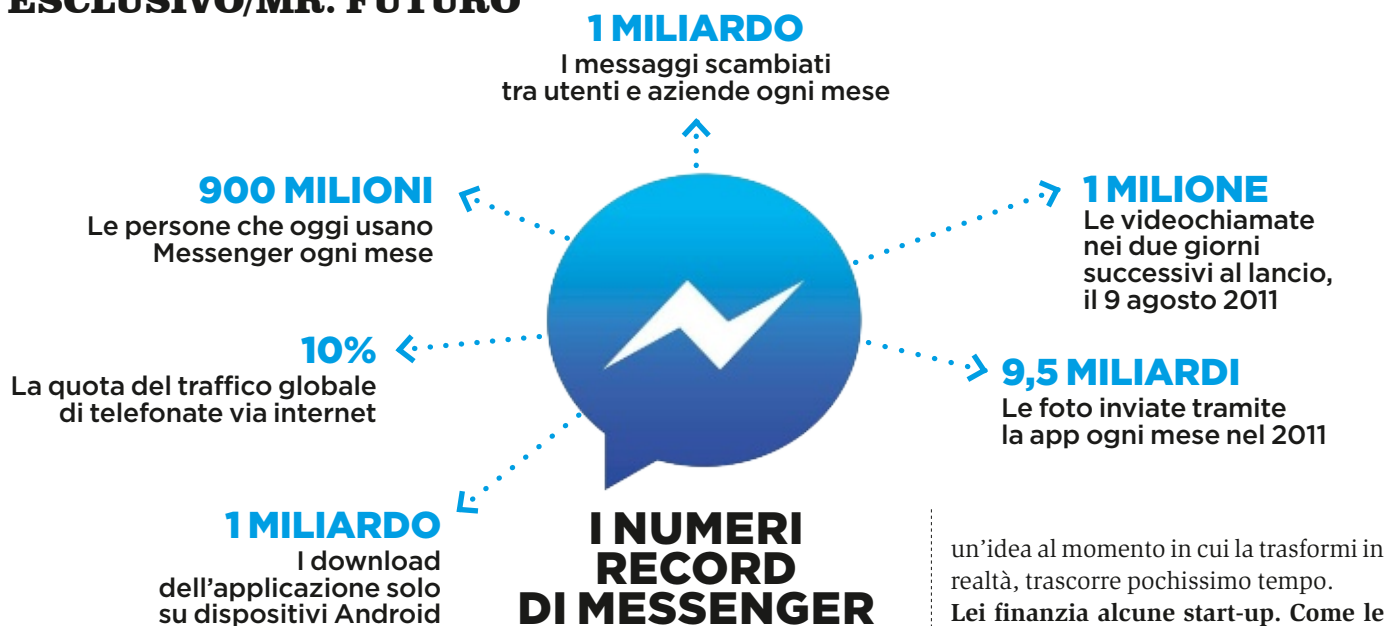 ESCLUSIVO/MR. FUTURO
1 MILIARDO
I messaggi scambiati
tra utenti e aziende ogni mese
900 MILIONI
Le persone che oggi usano
Messenger ogni mese
1 MILIONE
Le videochiamate
nei due giorni
successivi al lancio,
il 9 agosto 2011
10%
La quota del traffico globale
di telefonate via internet
9,5 MILIARDI
Le foto inviate tramite
la app ogni mese nel 2011
1 MILIARDO
I download
dell'applicazione solo
su dispositivi Android
I NUMERI
RECORD
DI MESSENGER
un'idea al momento in cui la trasformi in
realtà, trascorre pochissimo tempo.
Lei finanzia alcune start-up. Come le